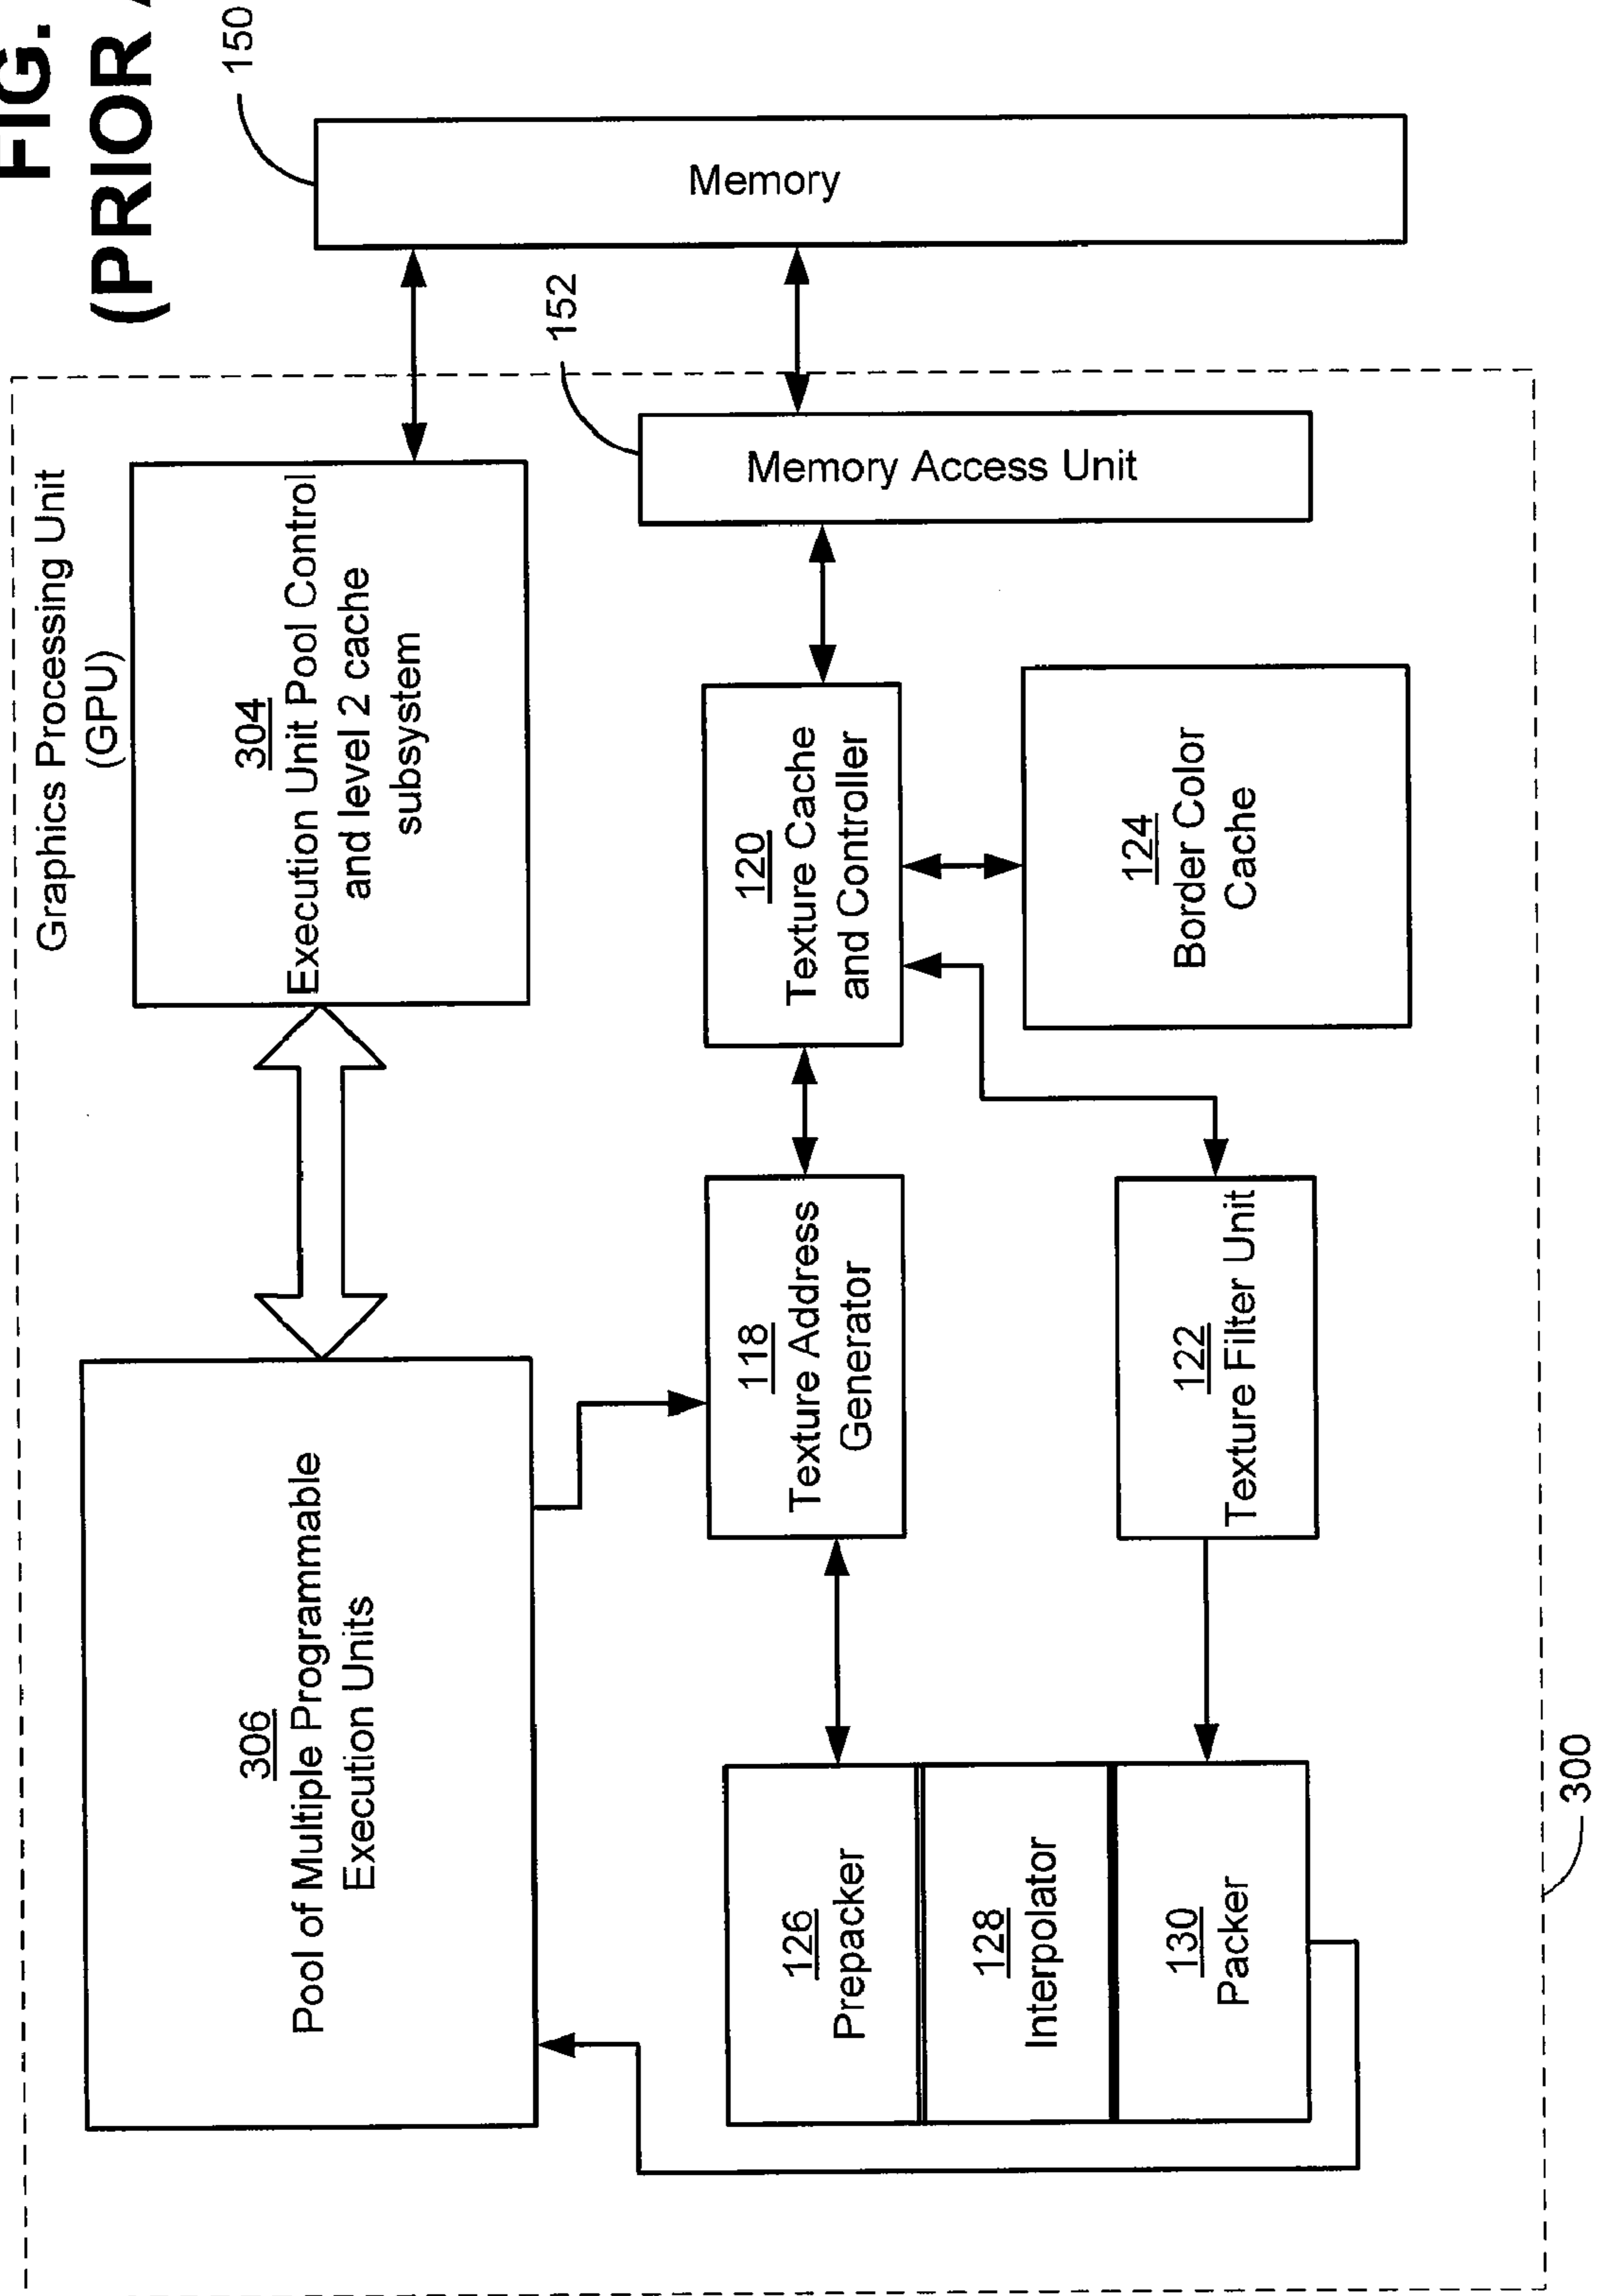 FIG.
(PRIOR
Graphics Processing Unit
(GPU)
306
Pool of Multiple Programmable
Execution Units
304
Execution Unit Pool Control
and level 2 cache
subsystem
150
Memory
152
Memory Access Unit
126
Prepacker
128
Interpolator
130
Packer
118
Texture Address
Generator
120
Texture Cache
and Controller
122
Texture Filter Unit
124
Border Color
Cache
300